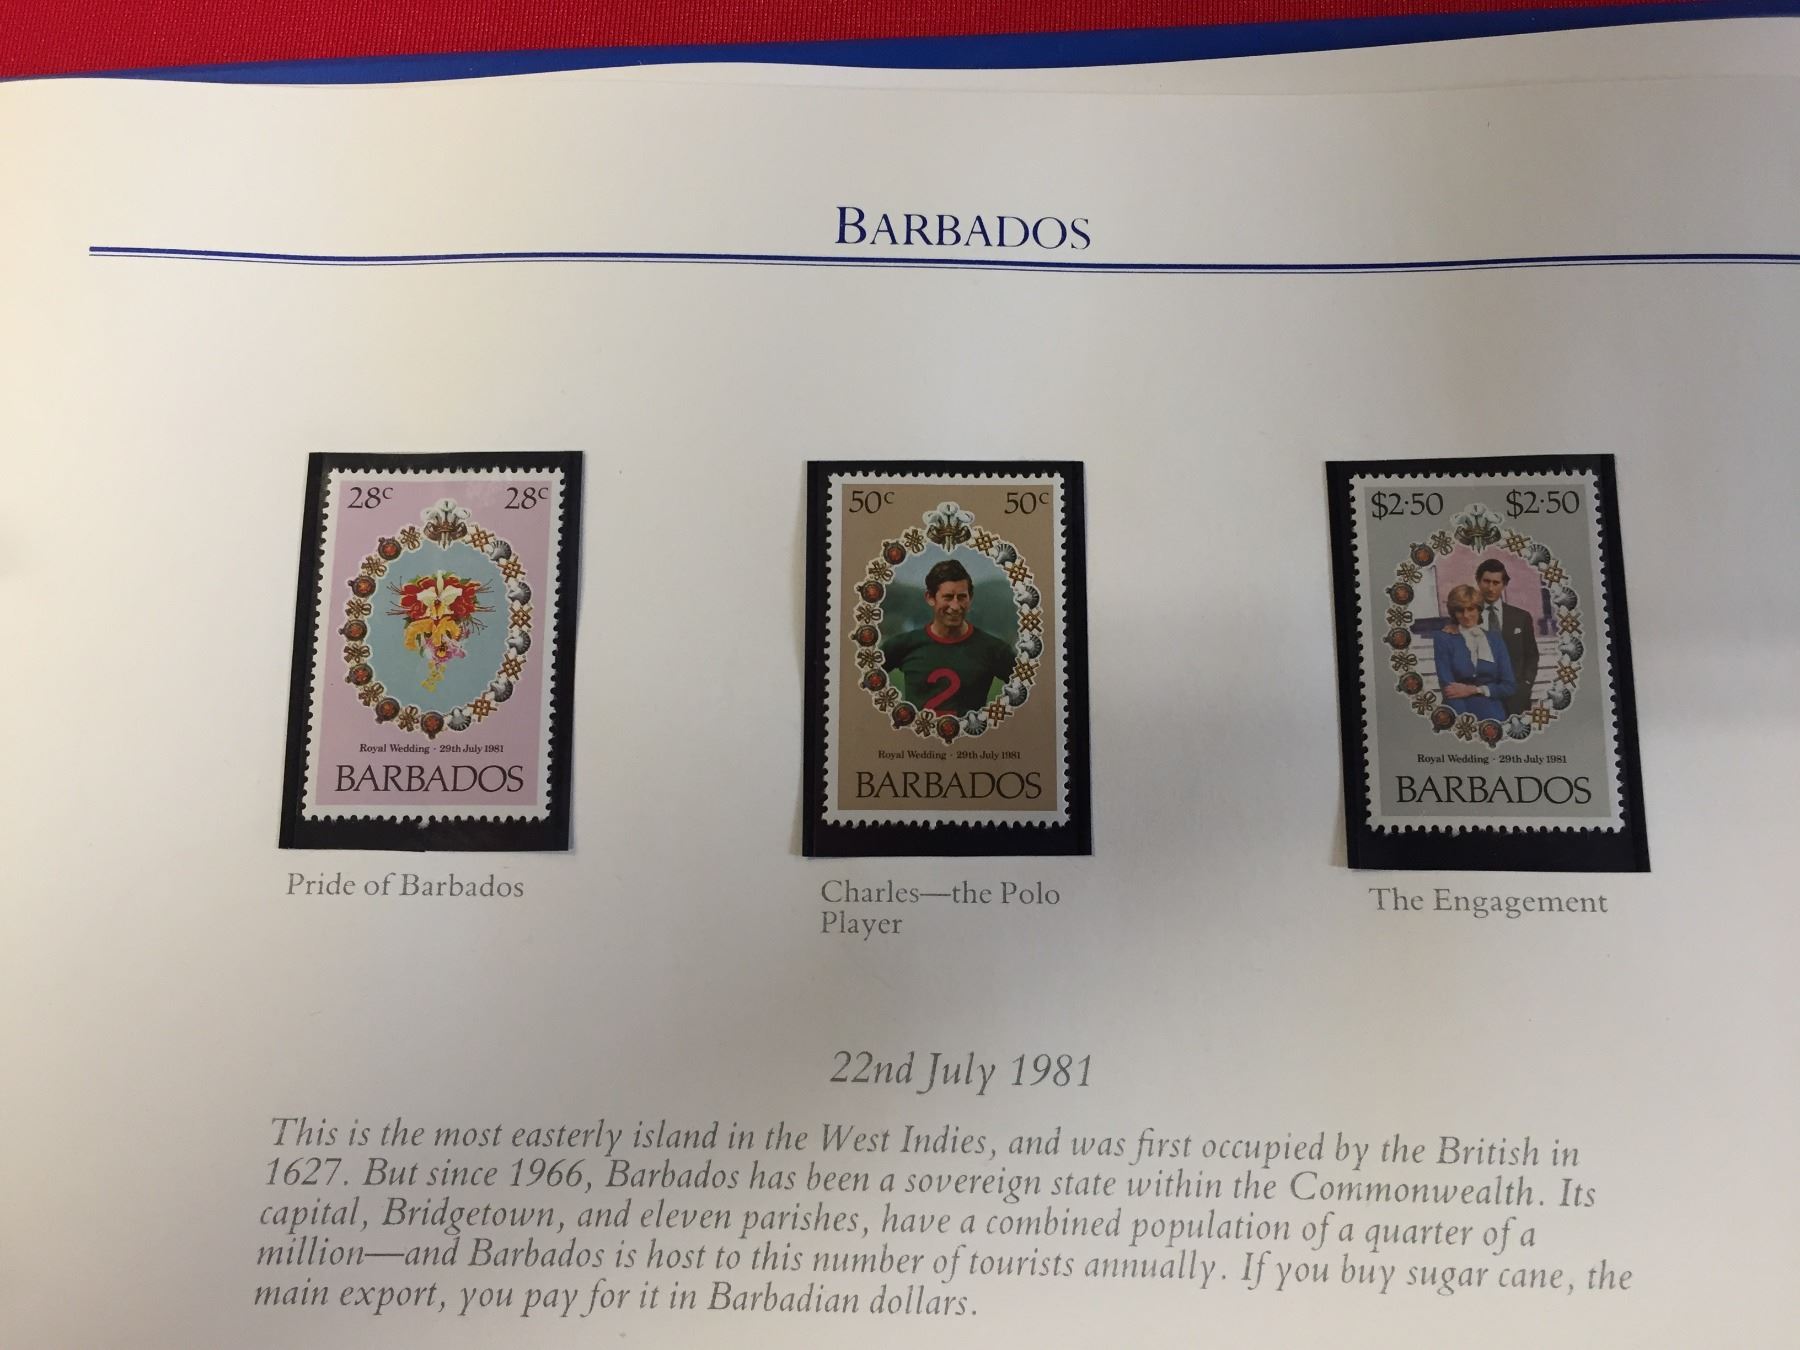 BARBADOS
28c 28c
Royal Wedding · 29th July 1981
BARBADOS
Pride of Barbados
50c 50c
2
Royal Wedding · 29th July 1981
BARBADOS
Charles—the Polo
Player
$2·50 $2·50
Royal Wedding · 29th July 1981
BARBADOS
The Engagement
22nd July 1981
This is the most easterly island in the West Indies, and was first occupied by the British in
1627. But since 1966, Barbados has been a sovereign state within the Commonwealth. Its
capital, Bridgetown, and eleven parishes, have a combined population of a quarter of a
million—and Barbados is host to this number of tourists annually. If you buy sugar cane, the
main export, you pay for it in Barbadian dollars.